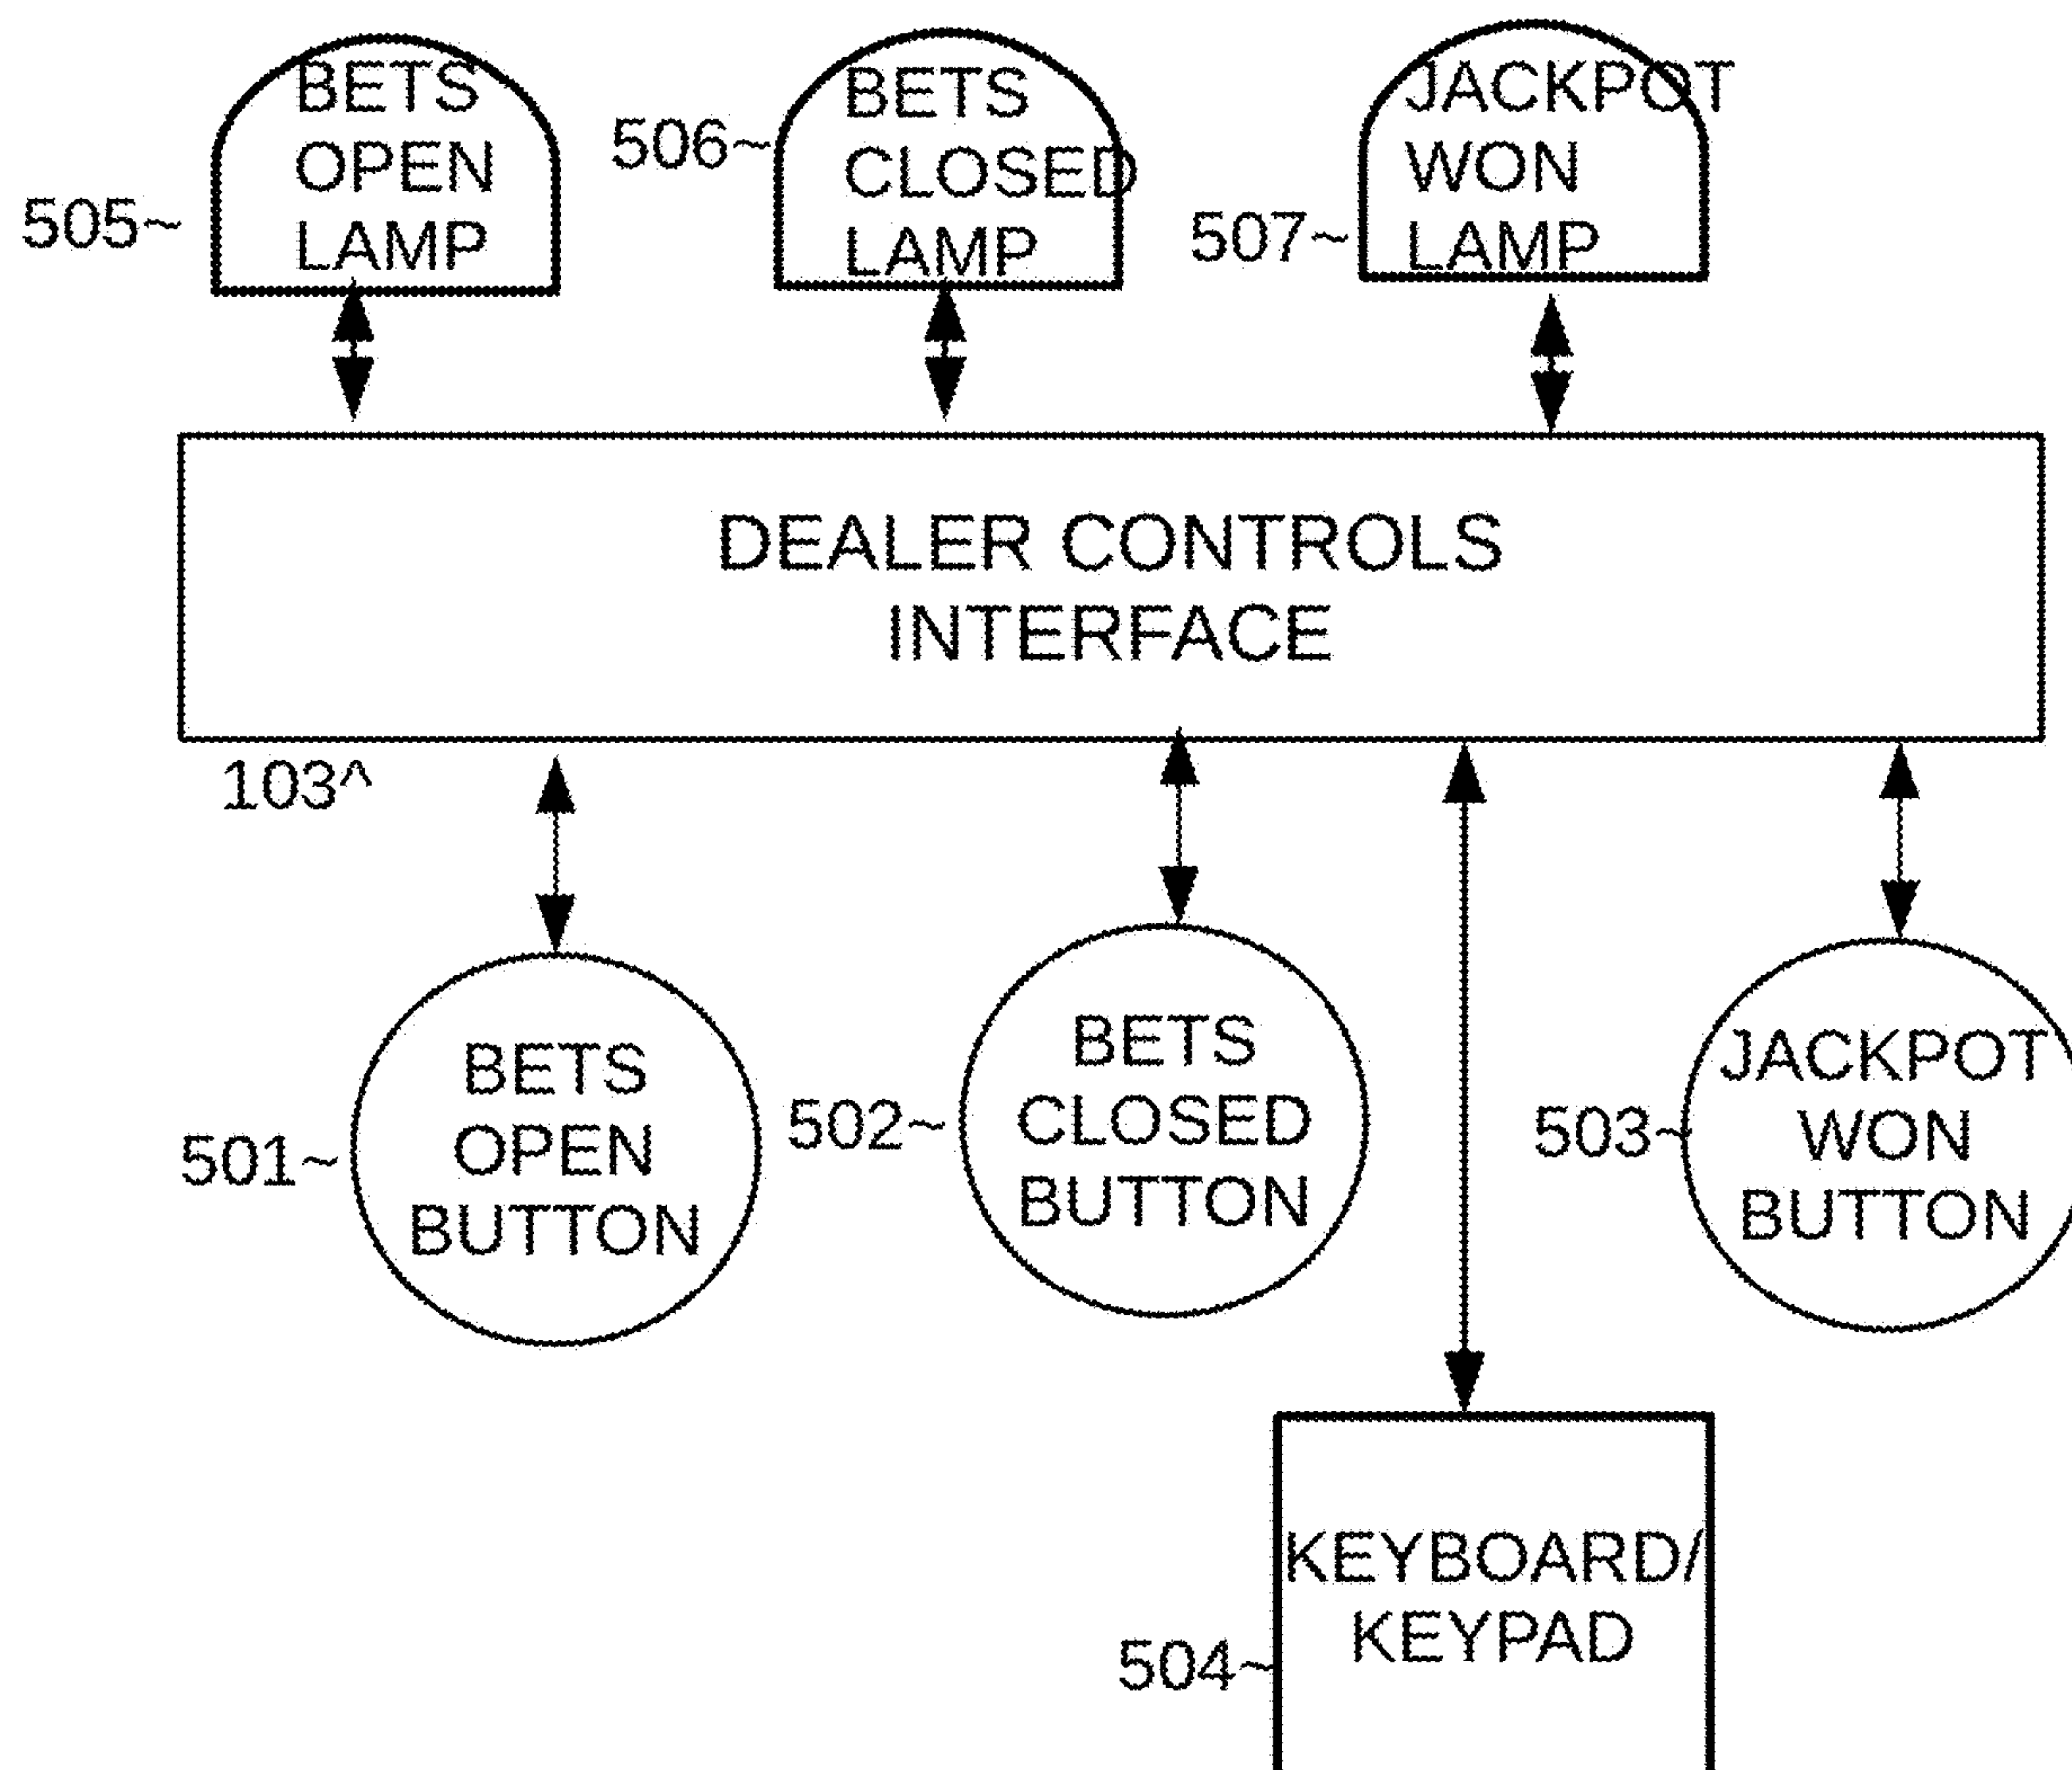 BETS
OPEN
LAMP
505~
BETS
CLOSED
LAMP
506~
JACKPOT
WON
LAMP
507~
DEALER CONTROLS
INTERFACE
103^
BETS
OPEN
BUTTON
501~
BETS
CLOSED
BUTTON
502~
JACKPOT
WON
BUTTON
503~
KEYBOARD/
KEYPAD
504~